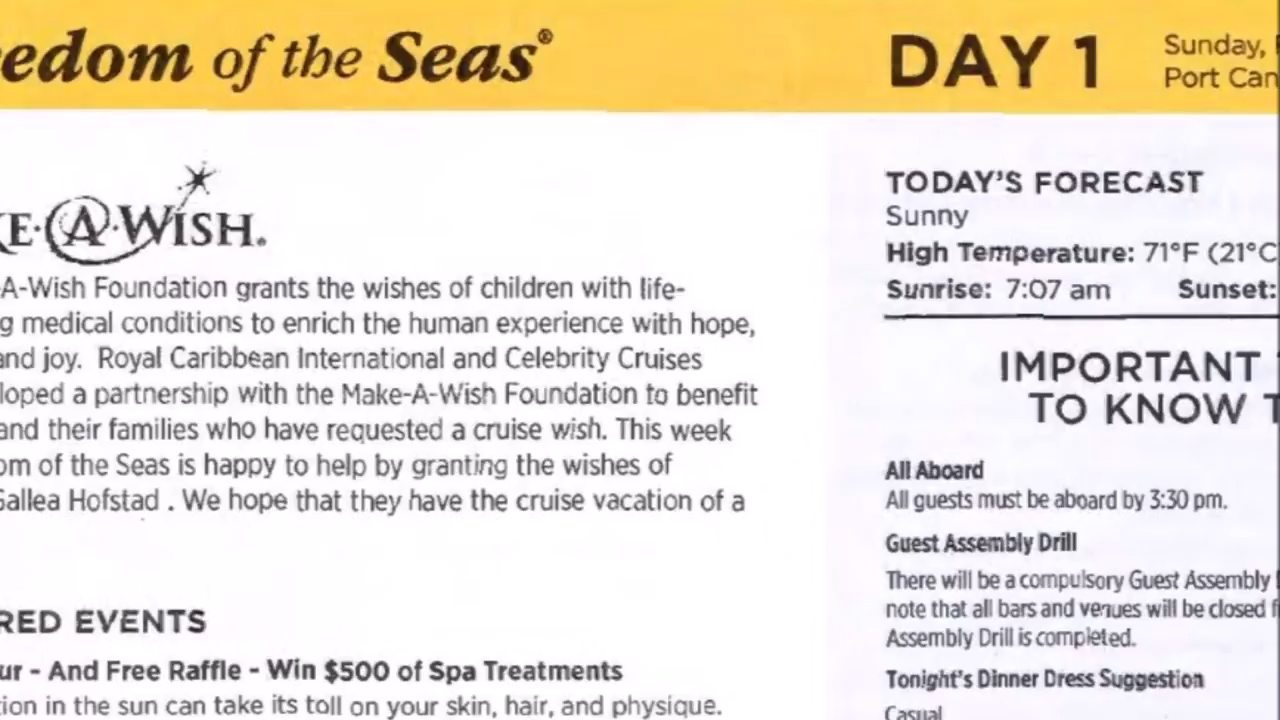 edom of the Seas®
DAY 1
Sunday,
Port Can
E·A·WISH.
-A-Wish Foundation grants the wishes of children with life-
g medical conditions to enrich the human experience with hope,
and joy. Royal Caribbean International and Celebrity Cruises
loped a partnership with the Make-A-Wish Foundation to benefit
and their families who have requested a cruise wish. This week
om of the Seas is happy to help by granting the wishes of
Gallea Hofstad . We hope that they have the cruise vacation of a
RED EVENTS
ur - And Free Raffle - Win $500 of Spa Treatments
tion in the sun can take its toll on your skin, hair, and physique.
TODAY'S FORECAST
Sunny
High Temperature: 71°F (21°C
Sunrise: 7:07 am Sunset:
IMPORTANT
TO KNOW T
All Aboard
All guests must be aboard by 3:30 pm.
Guest Assembly Drill
There will be a compulsory Guest Assembly
note that all bars and venues will be closed f
Assembly Drill is completed.
Tonight's Dinner Dress Suggestion
Casual